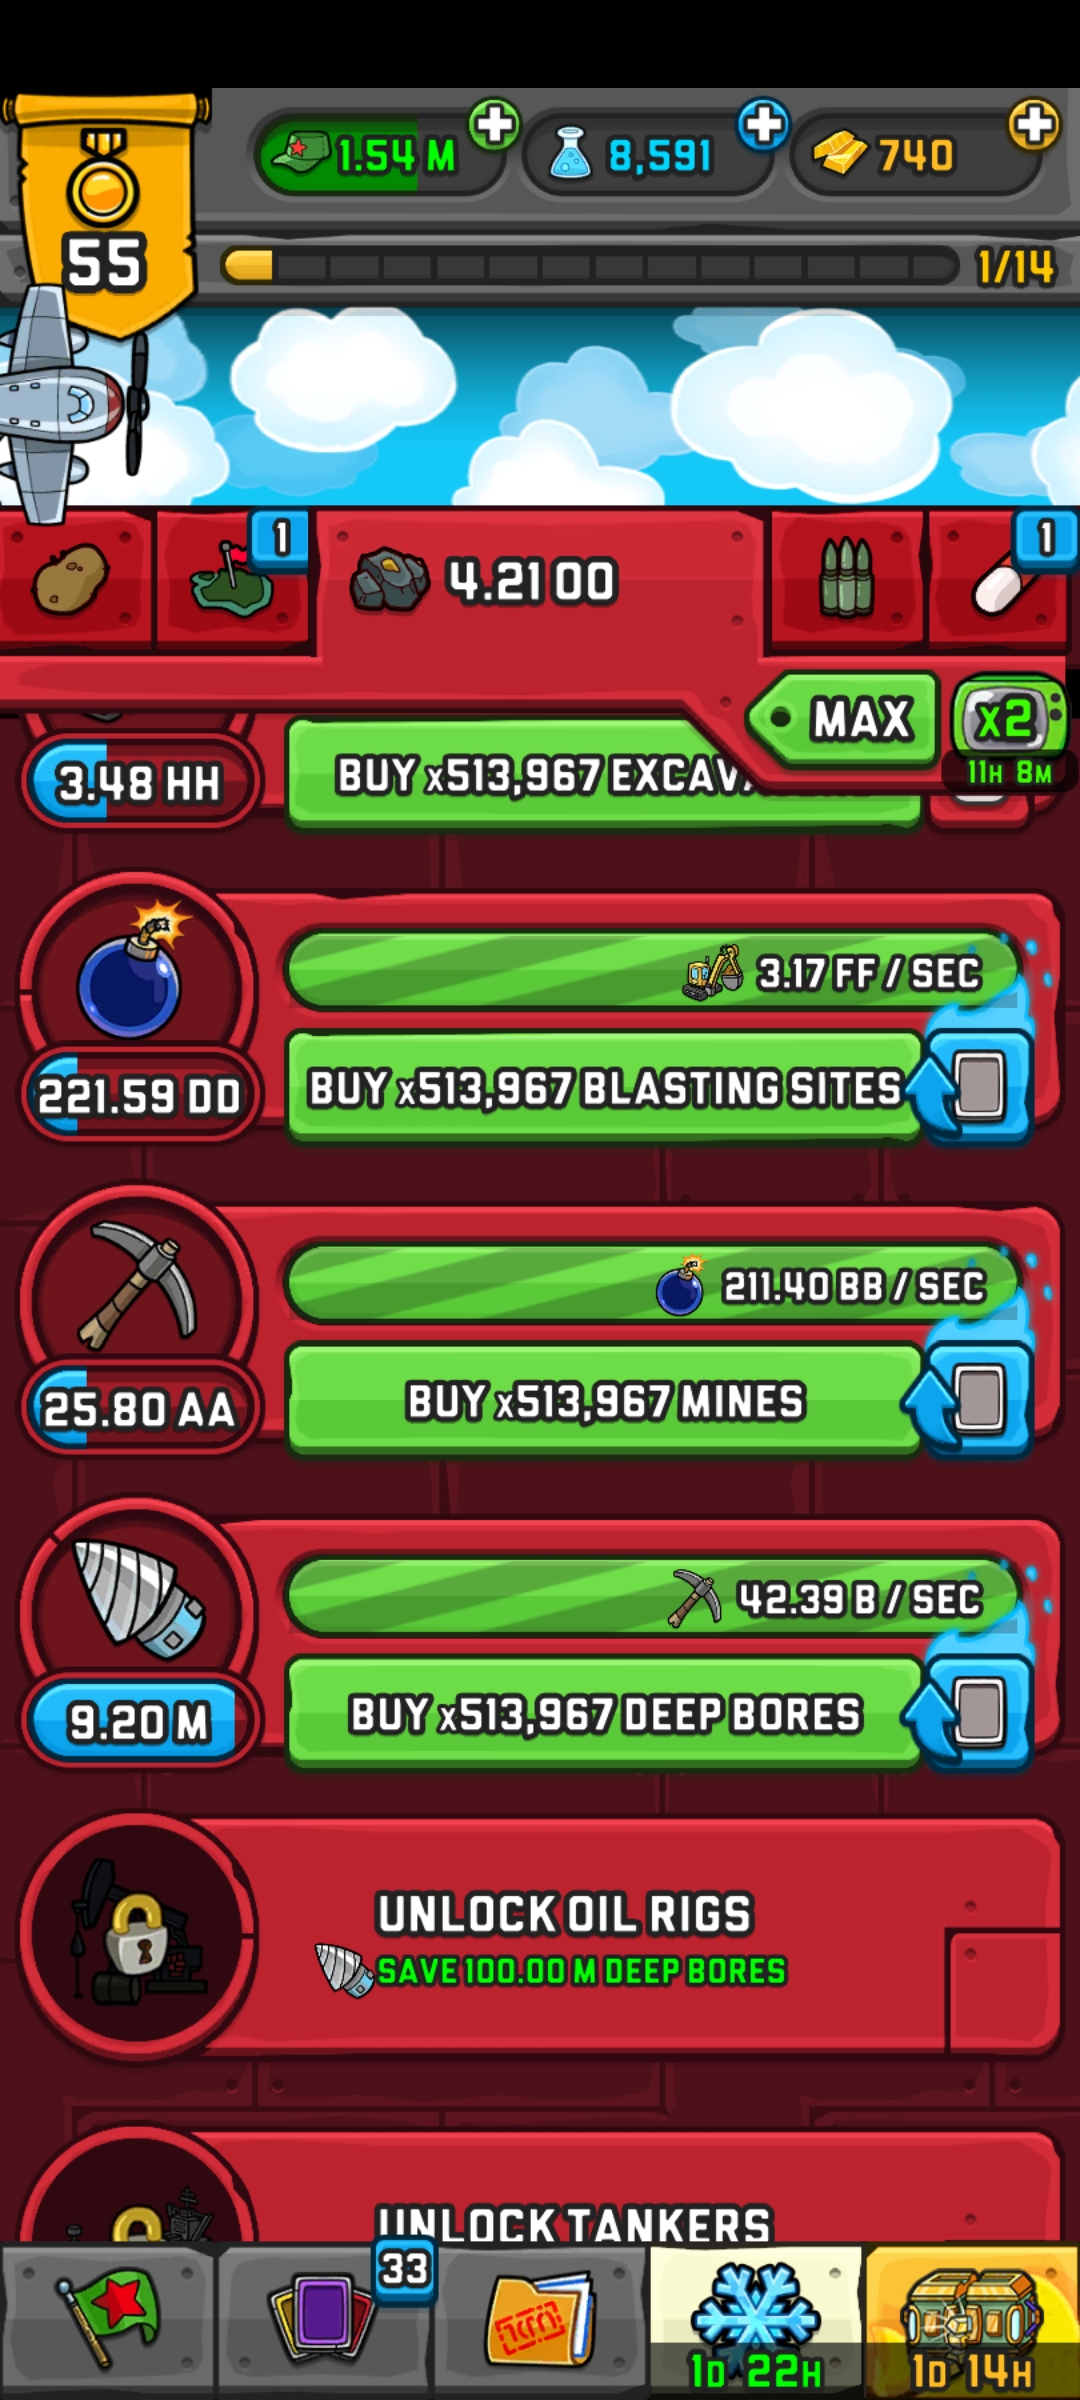 1.54 M
8,591
740
55
1/14
1
4.21 OO
1
MAX
x2
11H 8M
3.48 HH
BUY x513,967 EXCAVA
3.17 FF / SEC
221.59 DD
BUY x513,967 BLASTING SITES
211.40 BB / SEC
25.80 AA
BUY x513,967 MINES
42.39 B / SEC
9.20 M
BUY x513,967 DEEP BORES
UNLOCK OIL RIGS
SAVE 100.00 M DEEP BORES
UNLOCK TANKERS
33
1D 22H
1D 14H